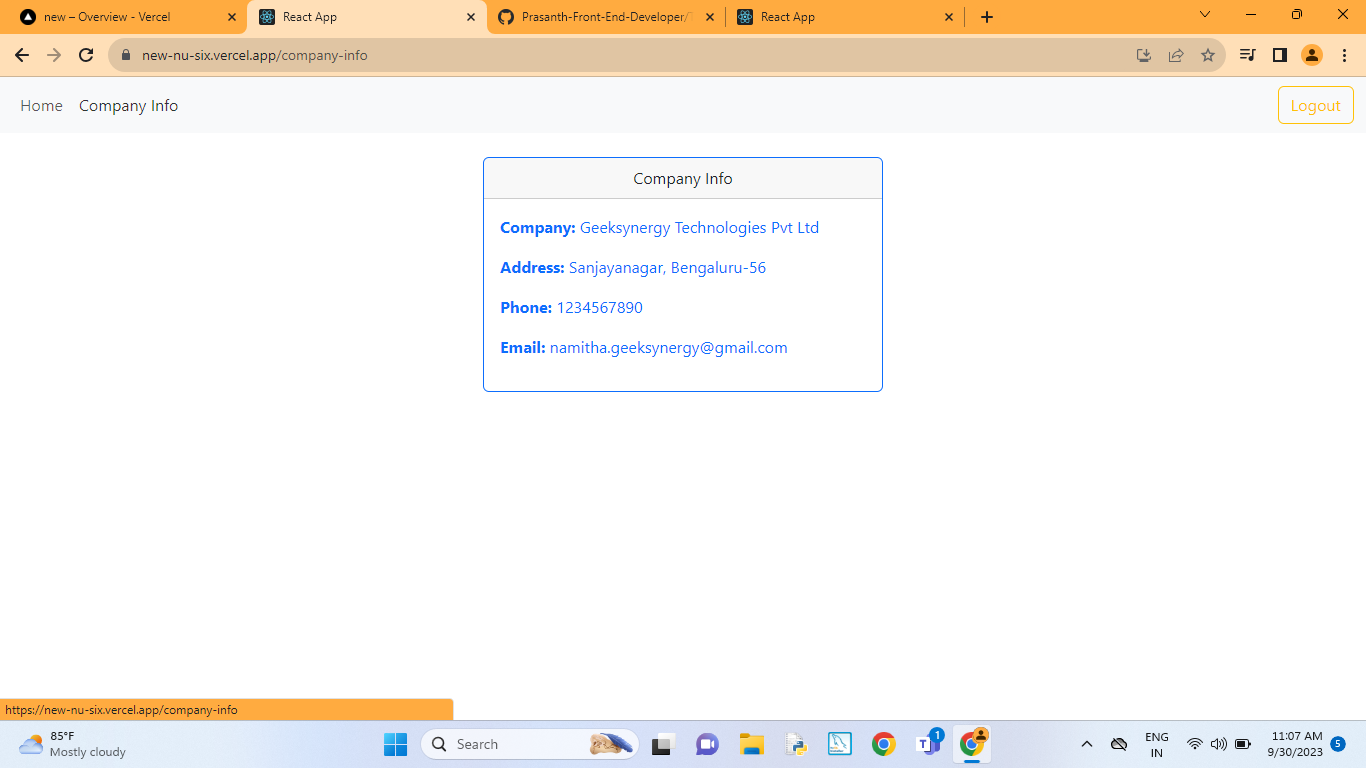 new – Overview - Vercel
React App
Prasanth-Front-End-Developer/
React App
new-nu-six.vercel.app/company-info
Home
Company Info
Logout
Company Info
Company: Geeksynergy Technologies Pvt Ltd
Address: Sanjayanagar, Bengaluru-56
Phone: 1234567890
Email: namitha.geeksynergy@gmail.com
https://new-nu-six.vercel.app/company-info
85°F
Mostly cloudy
Search
1
ENG
IN
11:07 AM
9/30/2023
5